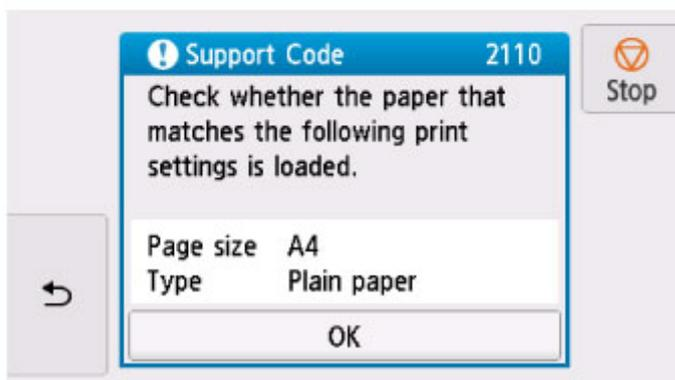 Support Code 2110
Stop
Check whether the paper that
matches the following print
settings is loaded.
Page size A4
Type Plain paper
OK